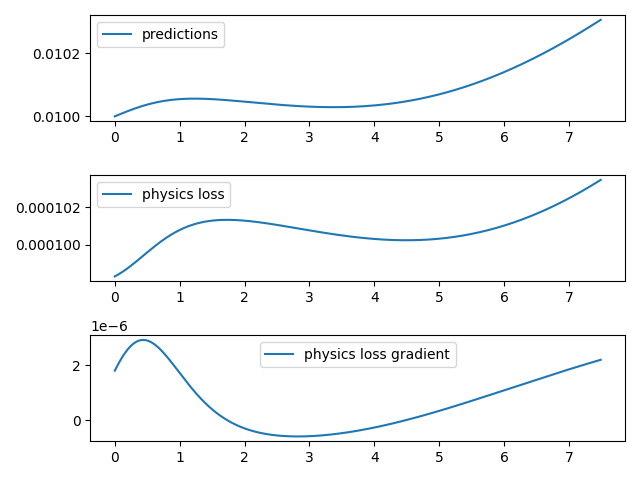 predictions
0.0102
0.0100
0 1 2 3 4 5 6 7
physics loss
0.000102
0.000100
0 1 2 3 4 5 6 7
1e−6
physics loss gradient
2
0
0 1 2 3 4 5 6 7